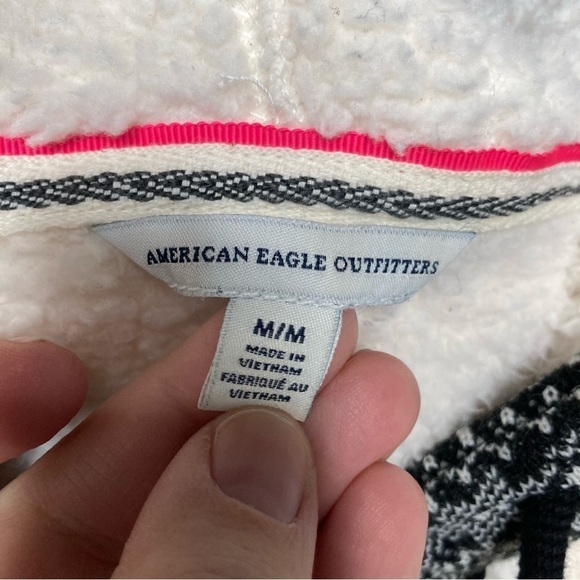 AMERICAN EAGLE OUTFITTERS
M/M
MADE IN
VIETNAM
FABRIQUÉ AU
VIETNAM